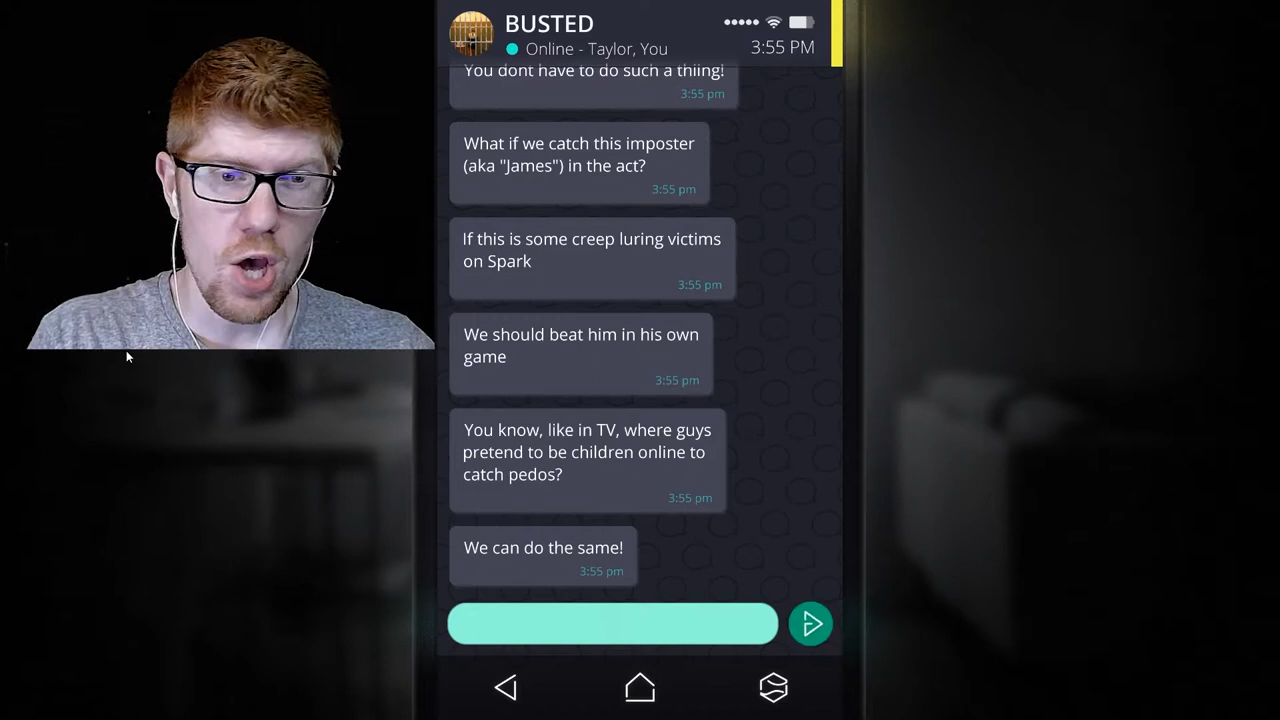 BUSTED
Online - Taylor, You
3:55 PM
You dont have to do such a thiing!
3:55 pm
What if we catch this imposter
(aka "James") in the act?
3:55 pm
If this is some creep luring victims
on Spark
3:55 pm
We should beat him in his own
game
3:55 pm
You know, like in TV, where guys
pretend to be children online to
catch pedos?
3:55 pm
We can do the same!
3:55 pm